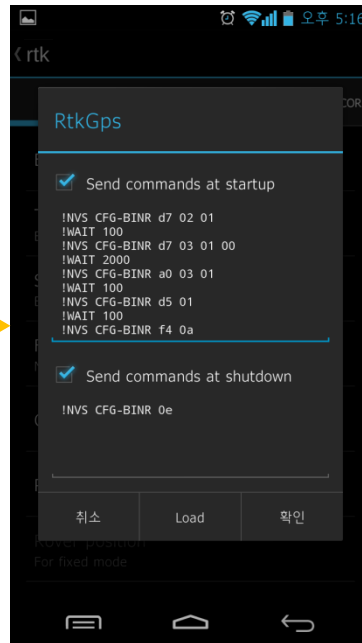 오후 5:16
rtk
COR
RtkGps
Send commands at startup
!NVS CFG-BINR d7 02 01
!WAIT 100
!NVS CFG-BINR d7 03 01 00
!WAIT 2000
!NVS CFG-BINR a0 03 01
!WAIT 100
!NVS CFG-BINR d5 01
!WAIT 100
!NVS CFG-BINR f4 0a
Send commands at shutdown
!NVS CFG-BINR 0e
취소 Load 확인
Rover position
For fixed mode